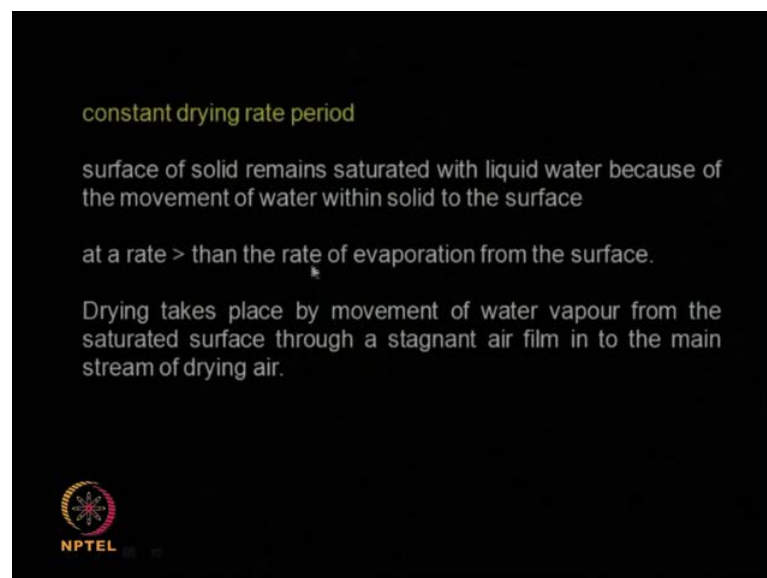 constant drying rate period
surface of solid remains saturated with liquid water because of
the movement of water within solid to the surface
at a rate > than the rate of evaporation from the surface.
Drying takes place by movement of water vapour from the
saturated surface through a stagnant air film in to the main
stream of drying air.
NPTEL